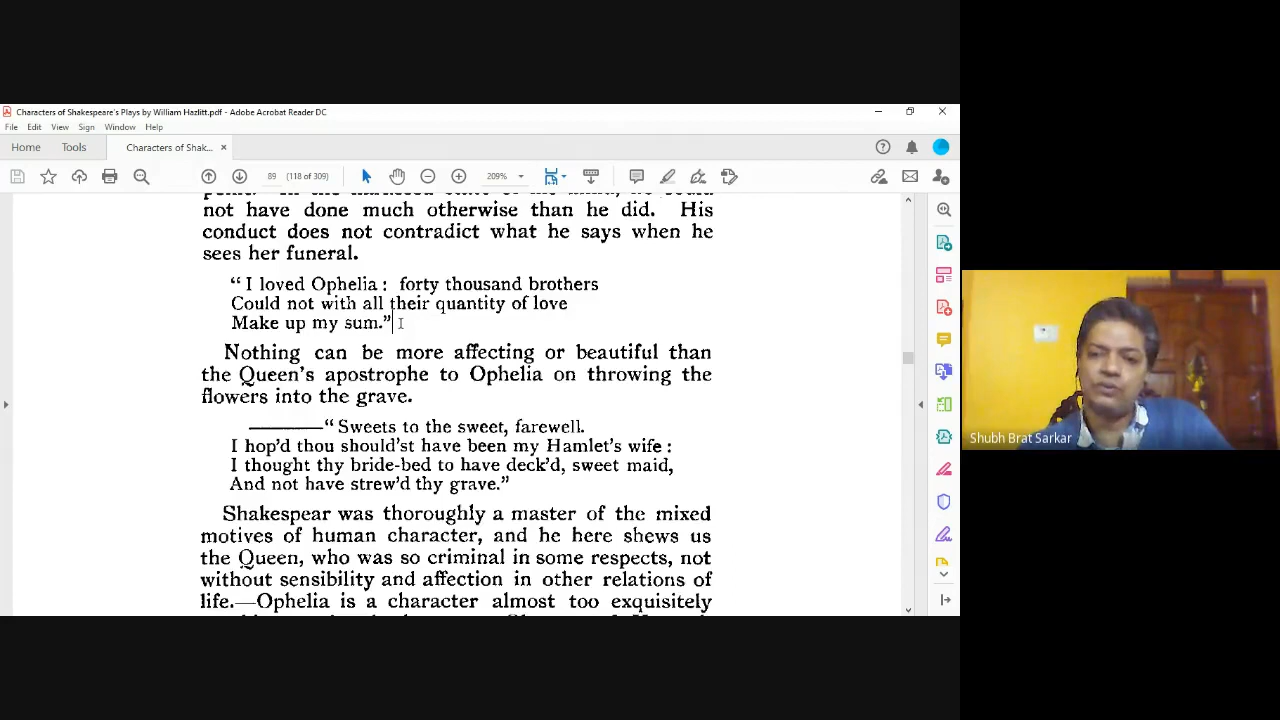 Characters of Shakespeare's Plays by William Hazlitt.pdf - Adobe Acrobat Reader DC
File Edit View Sign Window Help
Home Tools Characters of Shak... ×
89 (118 of 309) 209%
not have done much otherwise than he did. His
conduct does not contradict what he says when he
sees her funeral.
“ I loved Ophelia : forty thousand brothers
Could not with all their quantity of love
Make up my sum.”
Nothing can be more affecting or beautiful than
the Queen's apostrophe to Ophelia on throwing the
flowers into the grave.
———“ Sweets to the sweet, farewell.
I hop'd thou should'st have been my Hamlet's wife :
I thought thy bride-bed to have deck'd, sweet maid,
And not have strew'd thy grave.”
Shakespear was thoroughly a master of the mixed
motives of human character, and he here shews us
the Queen, who was so criminal in some respects, not
without sensibility and affection in other relations of
life.—Ophelia is a character almost too exquisitely
Shubh Brat Sarkar